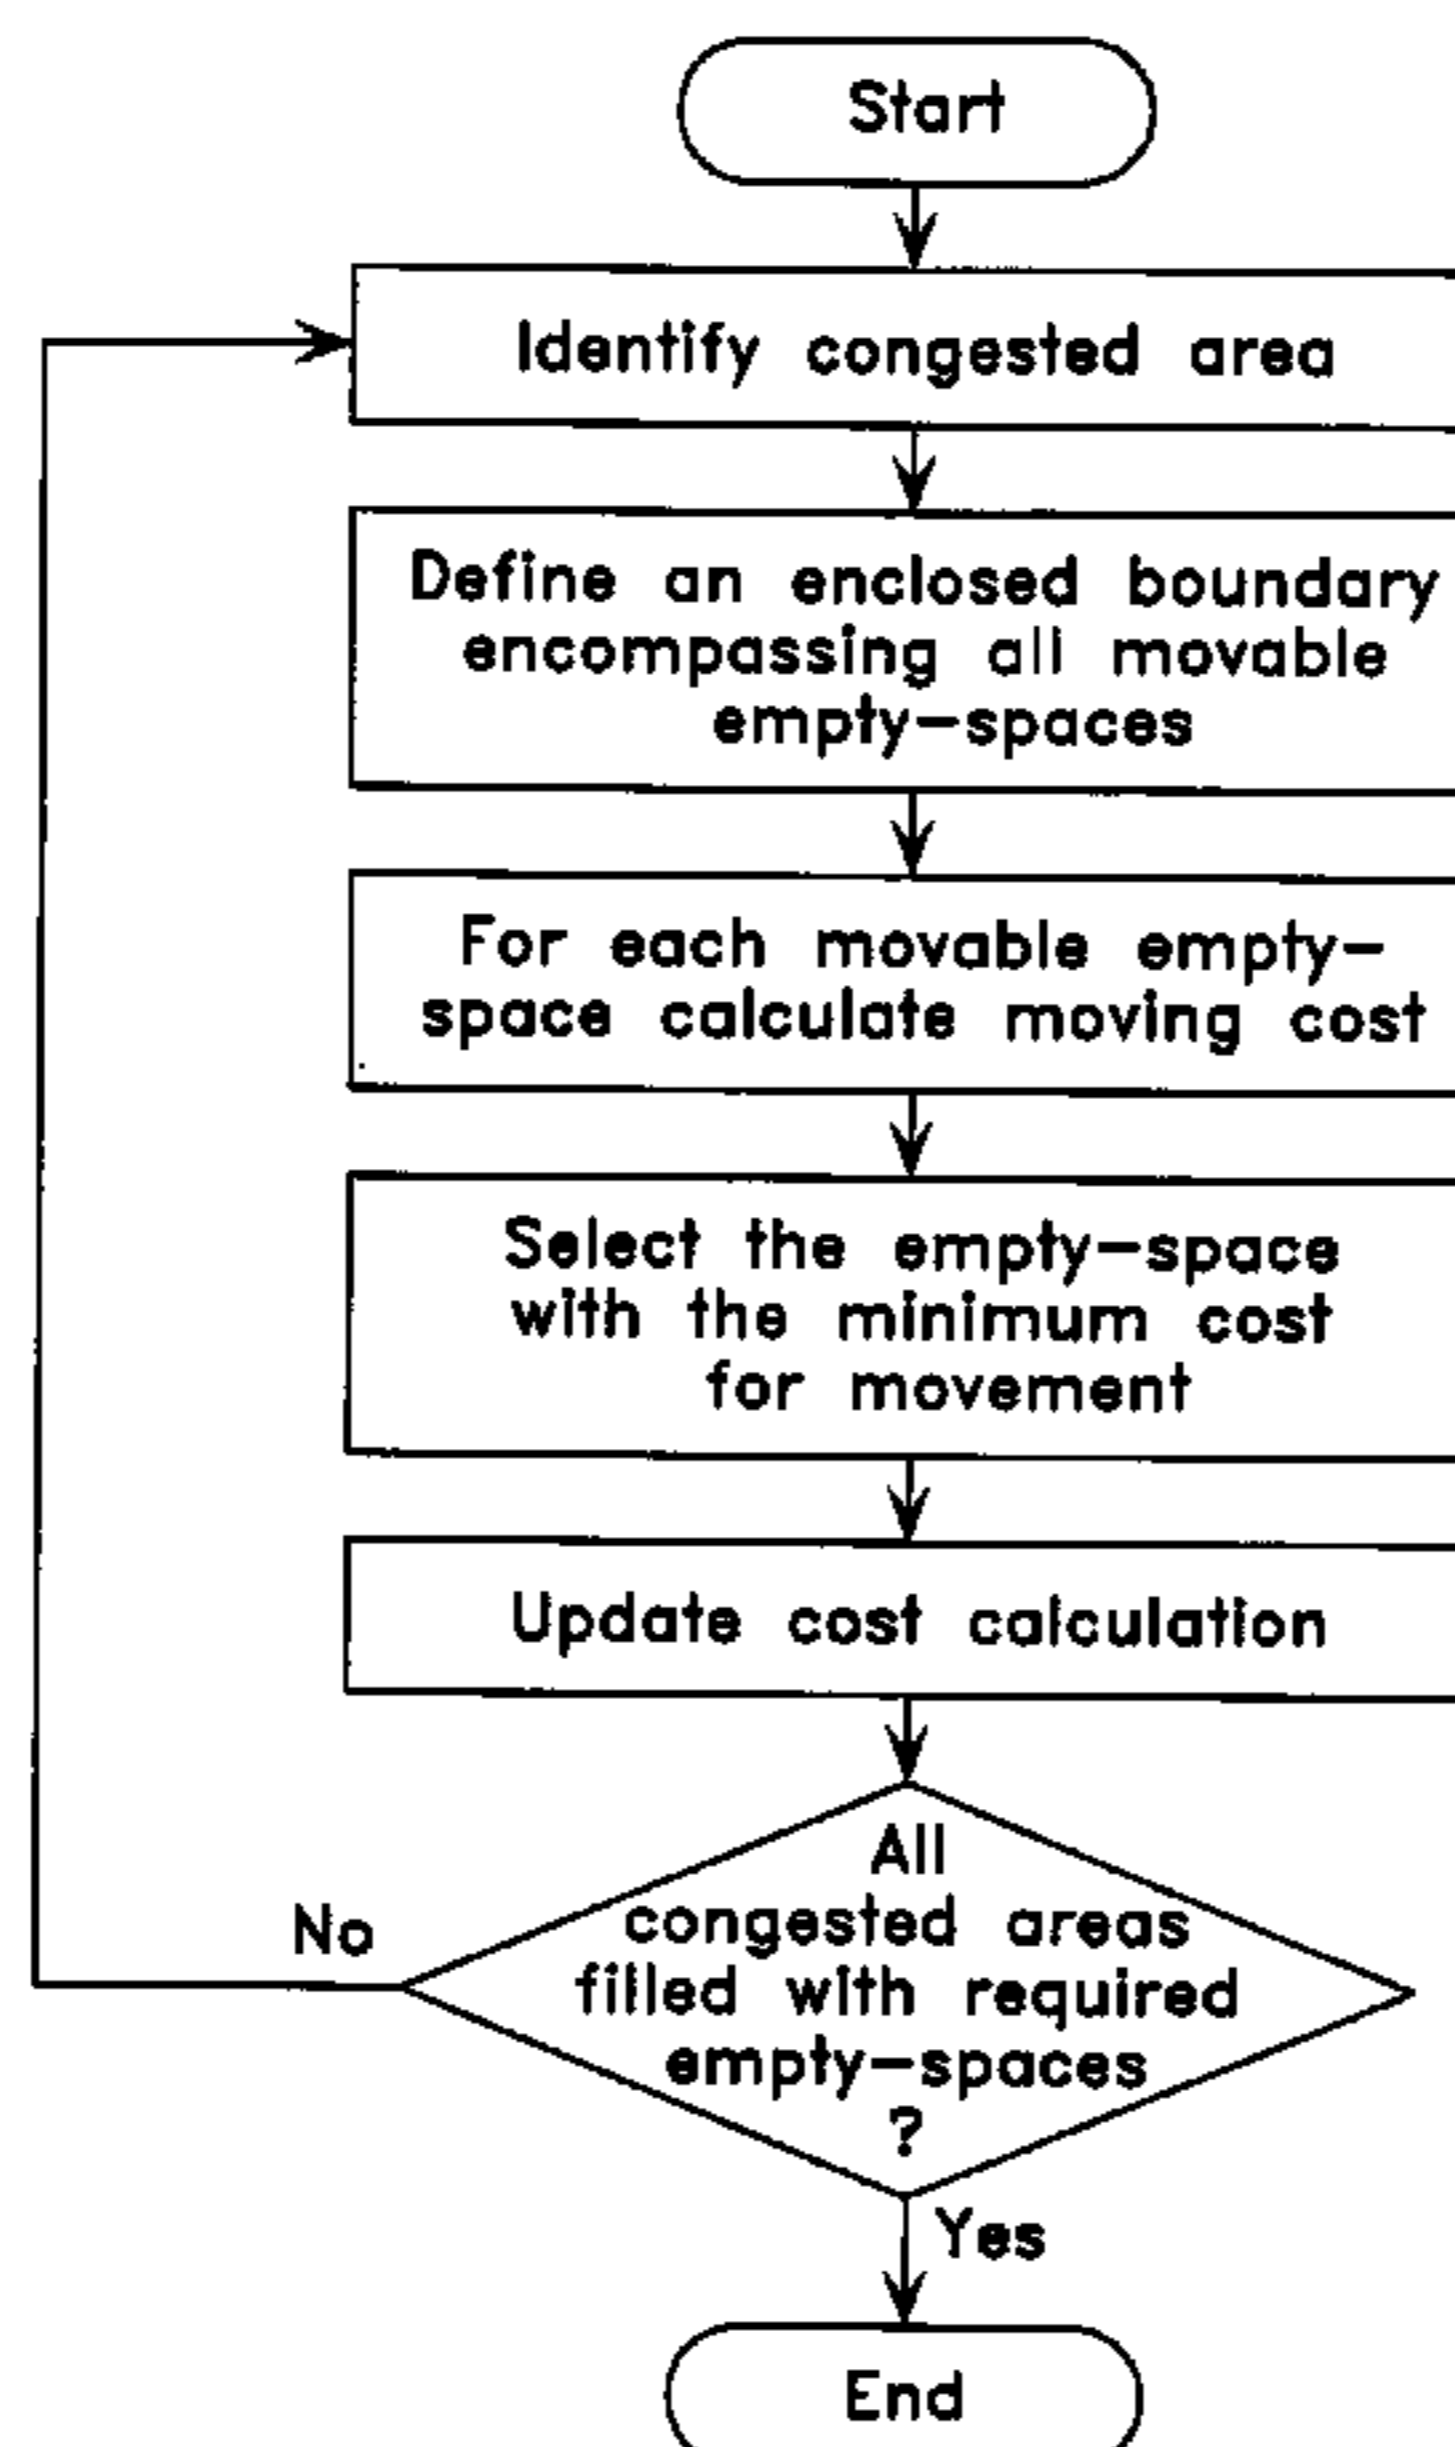 Start
Identify congested area
Define an enclosed boundary
encompassing all movable
empty-spaces
For each movable empty-
space calculate moving cost
Select the empty-space
with the minimum cost
for movement
Update cost calculation
All
congested areas
filled with required
empty-spaces
?
No
Yes
End